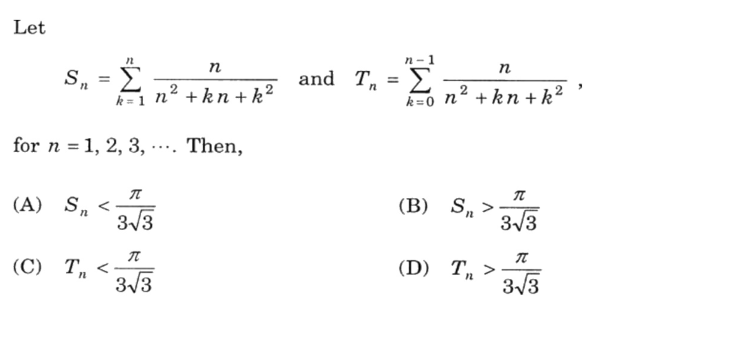 Let
S_n = \sum_{k=1}^{n} \frac{n}{n^2 + kn + k^2} and T_n = \sum_{k=0}^{n-1} \frac{n}{n^2 + kn + k^2} ,
for n = 1, 2, 3, ···. Then,
(A) S_n < \frac{\pi}{3\sqrt{3}} (B) S_n > \frac{\pi}{3\sqrt{3}}
(C) T_n < \frac{\pi}{3\sqrt{3}} (D) T_n > \frac{\pi}{3\sqrt{3}}